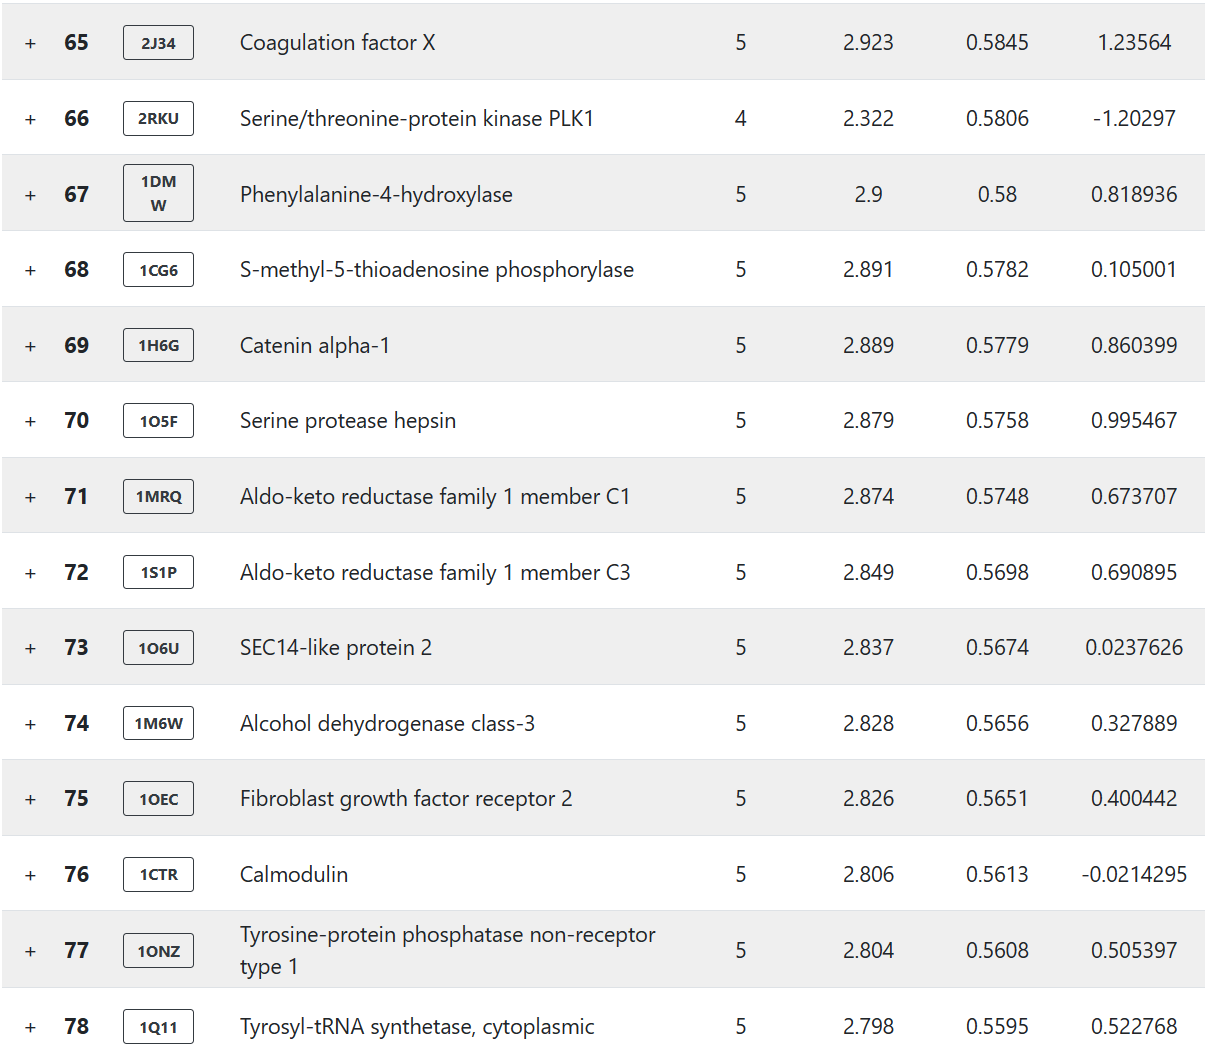 + 65 2J34 Coagulation factor X 5 2.923 0.5845 1.23564
+ 66 2RKU Serine/threonine-protein kinase PLK1 4 2.322 0.5806 -1.20297
+ 67 1DM
W Phenylalanine-4-hydroxylase 5 2.9 0.58 0.818936
+ 68 1CG6 S-methyl-5-thioadenosine phosphorylase 5 2.891 0.5782 0.105001
+ 69 1H6G Catenin alpha-1 5 2.889 0.5779 0.860399
+ 70 1O5F Serine protease hepsin 5 2.879 0.5758 0.995467
+ 71 1MRQ Aldo-keto reductase family 1 member C1 5 2.874 0.5748 0.673707
+ 72 1S1P Aldo-keto reductase family 1 member C3 5 2.849 0.5698 0.690895
+ 73 1O6U SEC14-like protein 2 5 2.837 0.5674 0.0237626
+ 74 1M6W Alcohol dehydrogenase class-3 5 2.828 0.5656 0.327889
+ 75 1OEC Fibroblast growth factor receptor 2 5 2.826 0.5651 0.400442
+ 76 1CTR Calmodulin 5 2.806 0.5613 -0.0214295
+ 77 1ONZ Tyrosine-protein phosphatase non-receptor
type 1 5 2.804 0.5608 0.505397
+ 78 1Q11 Tyrosyl-tRNA synthetase, cytoplasmic 5 2.798 0.5595 0.522768